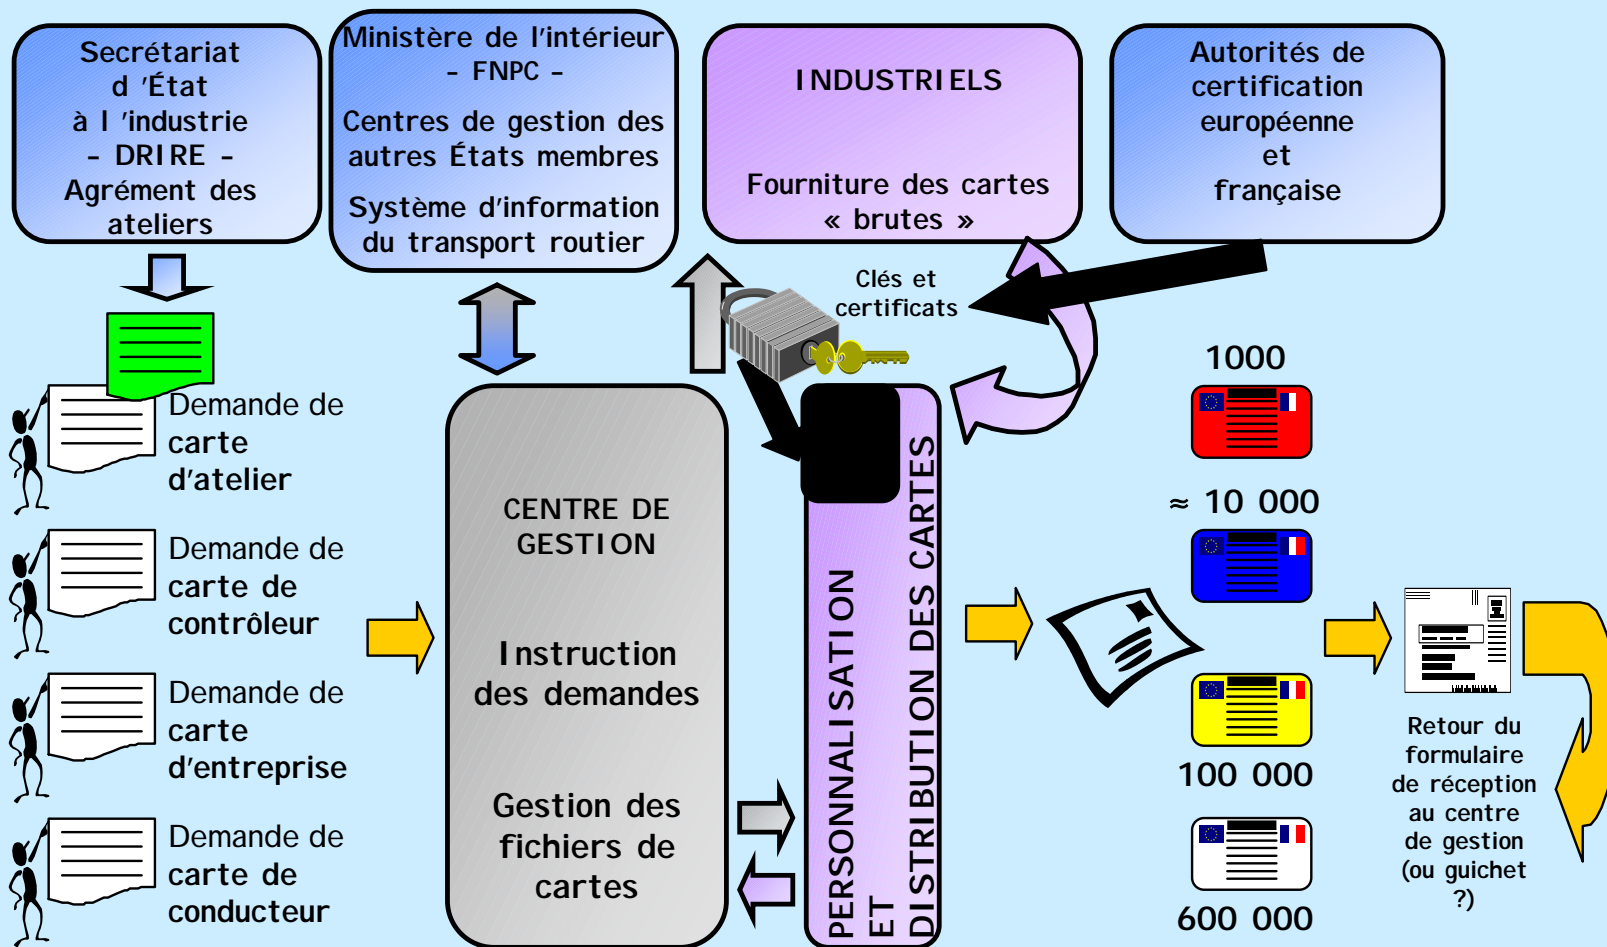 Secrétariat
d 'État
à l 'industrie
- DRIRE -
Agrément des
ateliers
Ministère de l'intérieur
- FNPC -
Centres de gestion des
autres États membres
Système d'information
du transport routier
INDUSTRIELS
Fourniture des cartes
« brutes »
Autorités de
certification
européenne
et
française
Clés et
certificats
Demande de
carte
d'atelier
Demande de
carte de
contrôleur
Demande de
carte
d'entreprise
Demande de
carte de
conducteur
CENTRE DE
GESTION
Instruction
des demandes
Gestion des
fichiers de
cartes
PERSONNALISATION
ET
DISTRIBUTION DES CARTES
1000
≈ 10 000
100 000
600 000
Retour du
formulaire
de réception
au centre
de gestion
(ou guichet
?)